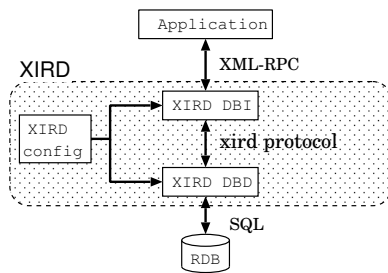 Application
XML-RPC
XIRD
XIRD DBI
XIRD
config
xird protocol
XIRD DBD
SQL
RDB